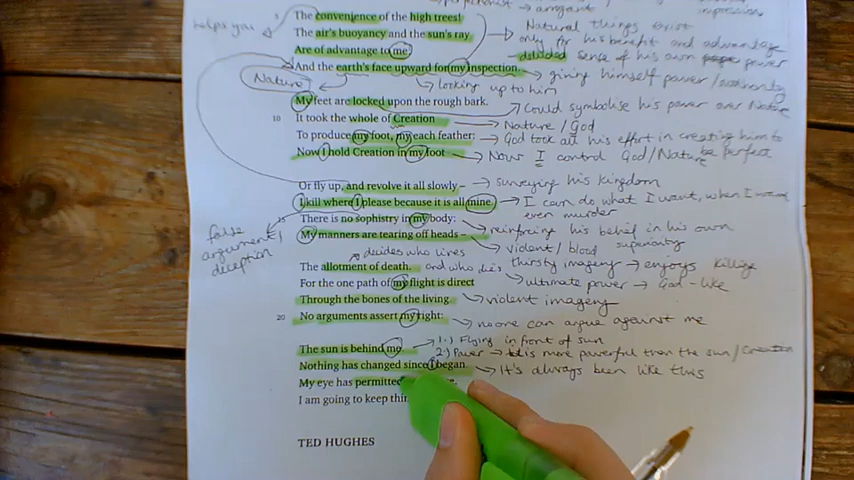 perfectionist → arrogant
impression
helps you
5 The convenience of the high trees!
The air's buoyancy and the sun's ray
Are of advantage to me;
And the earth's face upward for my inspection.
Natural things exist
only for his benefit and advantage
deluded sense of his own power
giving himself power/authority
Nature
looking up to him
My feet are locked upon the rough bark.
could symbolise his power over Nature
10 It took the whole of Creation
Nature/God
To produce my foot, my each feather:
God took all his effort in creating him to
be perfect
Now I hold Creation in my foot
Now I control God/Nature
Or fly up, and revolve it all slowly –
surveying his kingdom
I kill where I please because it is all mine.
I can do what I want, when I want
even murder
15 There is no sophistry in my body:
reinforcing his belief in his own
superiority
My manners are tearing off heads –
violent/blood
thirsty imagery → enjoys killing
false
argument
deception
decides who lives
and who dies
The allotment of death.
For the one path of my flight is direct
ultimate power → God-like
Through the bones of the living.
violent imagery
20 No arguments assert my right:
no one can argue against me
The sun is behind me.
1.) Flying in front of sun
2.) Power → is more powerful than the sun/Creation
Nothing has changed since I began.
It's always been like this
My eye has permitted
I am going to keep
TED HUGHES